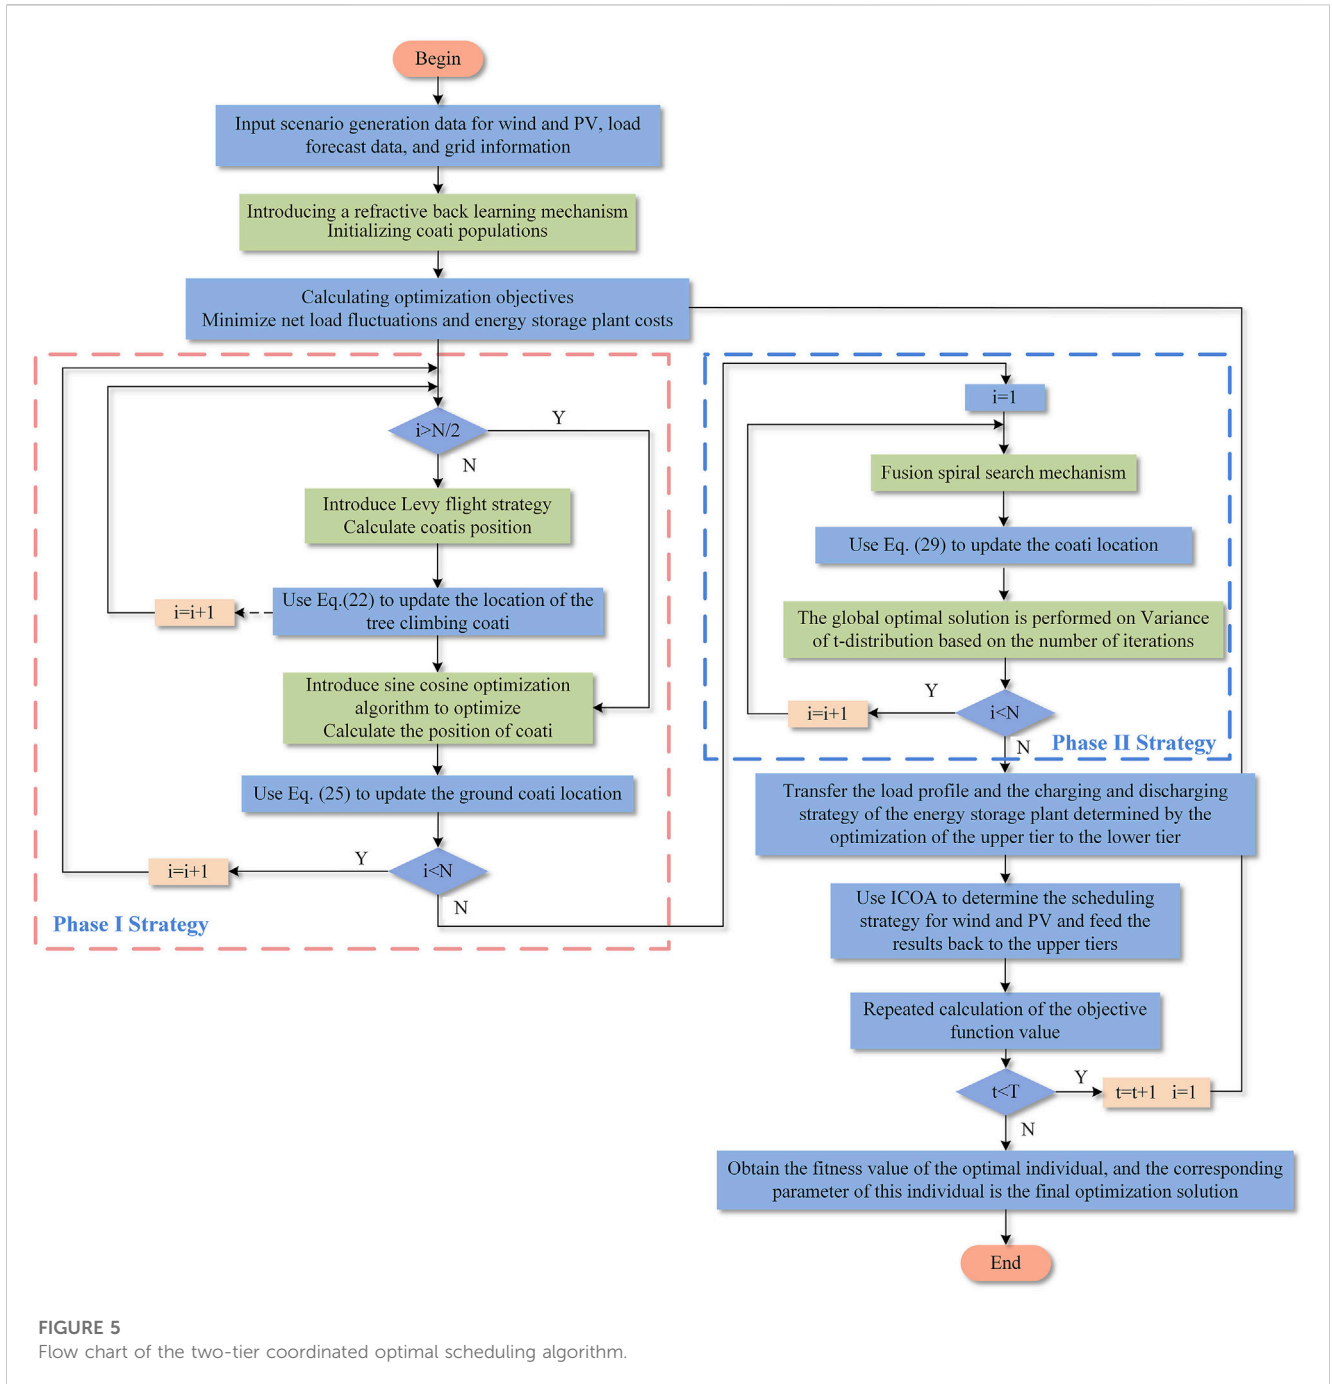 Begin
Input scenario generation data for wind and PV, load
forecast data, and grid information
Introducing a refractive back learning mechanism
Initializing coati populations
Calculating optimization objectives
Minimize net load fluctuations and energy storage plant costs
i>N/2
Y
N
Introduce Levy flight strategy
Calculate coatis position
Use Eq.(22) to update the location of the
tree climbing coati
i=i+1
Introduce sine cosine optimization
algorithm to optimize
Calculate the position of coati
Use Eq. (25) to update the ground coati location
i<N
Y
i=i+1
N
Phase I Strategy
i=1
Fusion spiral search mechanism
Use Eq. (29) to update the coati location
The global optimal solution is performed on Variance
of t-distribution based on the number of iterations
Y
i=i+1
i<N
N
Phase II Strategy
Transfer the load profile and the charging and discharging
strategy of the energy storage plant determined by the
optimization of the upper tier to the lower tier
Use ICOA to determine the scheduling
strategy for wind and PV and feed the
results back to the upper tiers
Repeated calculation of the objective
function value
t<T
Y
t=t+1 i=1
N
Obtain the fitness value of the optimal individual, and the corresponding
parameter of this individual is the final optimization solution
End
FIGURE 5
Flow chart of the two-tier coordinated optimal scheduling algorithm.